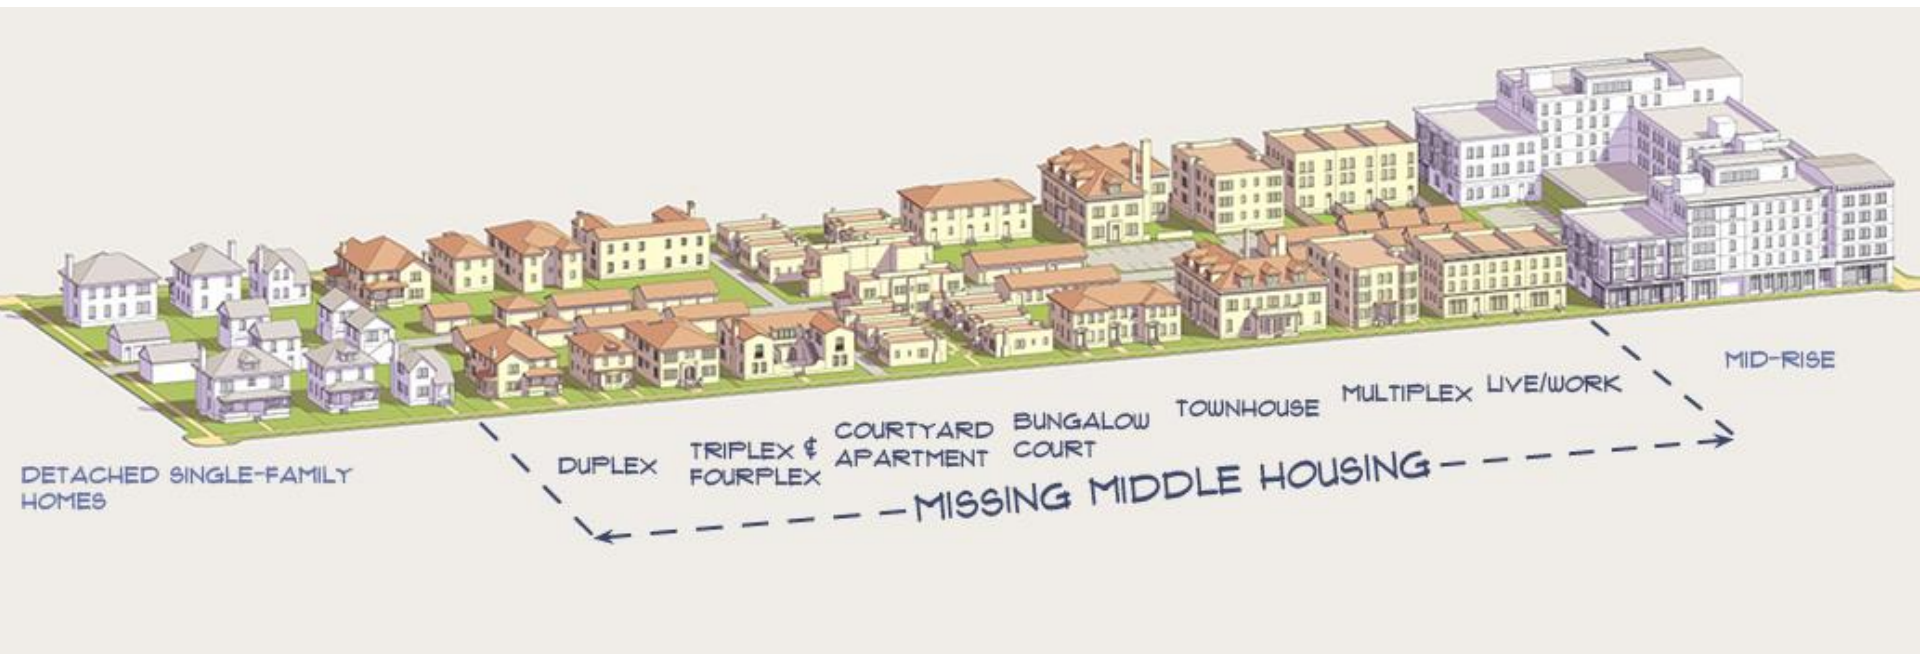 DETACHED SINGLE-FAMILY
HOMES
DUPLEX
TRIPLEX &
FOURPLEX
COURTYARD
APARTMENT
BUNGALOW
COURT
TOWNHOUSE
MULTIPLEX
LIVE/WORK
MISSING MIDDLE HOUSING
MID-RISE